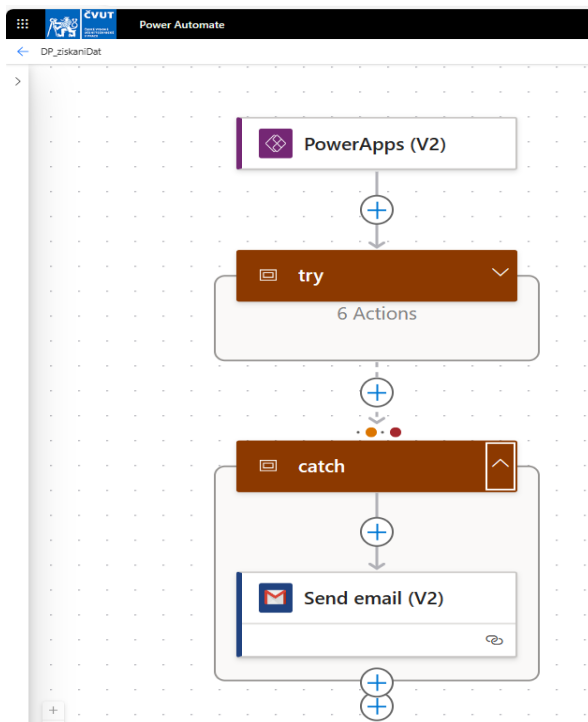 ČVUT
Power Automate
DP_ziskaniDat
PowerApps (V2)
try
6 Actions
catch
Send email (V2)